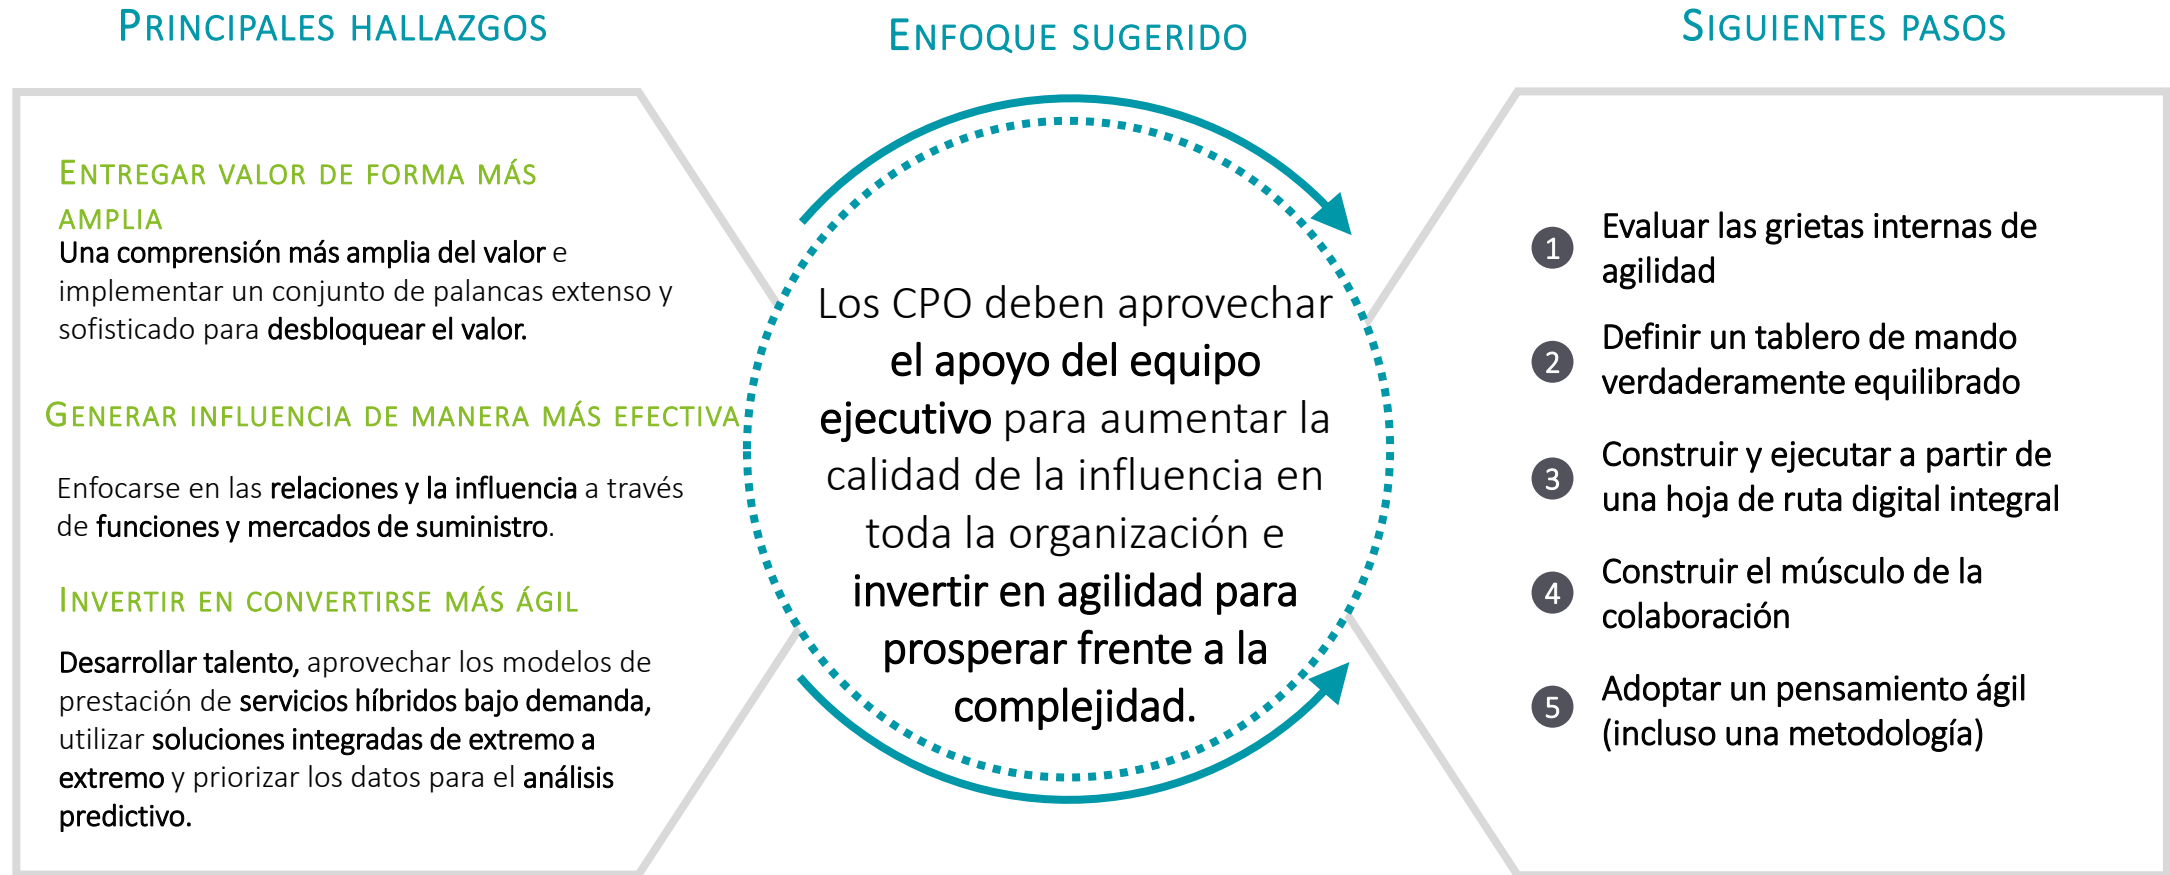 PRINCIPALES HALLAZGOS
ENTREGAR VALOR DE FORMA MÁS
AMPLIA
Una comprensión más amplia del valor e
implementar un conjunto de palancas extenso y
sofisticado para desbloquear el valor.
GENERAR INFLUENCIA DE MANERA MÁS EFECTIVA
Enfocarse en las relaciones y la influencia a través
de funciones y mercados de suministro.
INVERTIR EN CONVERTIRSE MÁS ÁGIL
Desarrollar talento, aprovechar los modelos de
prestación de servicios híbridos bajo demanda,
utilizar soluciones integradas de extremo a
extremo y priorizar los datos para el análisis
predictivo.
ENFOQUE SUGERIDO
Los CPO deben aprovechar
el apoyo del equipo
ejecutivo para aumentar la
calidad de la influencia en
toda la organización e
invertir en agilidad para
prosperar frente a la
complejidad.
SIGUIENTES PASOS
1 Evaluar las grietas internas de
agilidad
2 Definir un tablero de mando
verdaderamente equilibrado
3 Construir y ejecutar a partir de
una hoja de ruta digital integral
4 Construir el músculo de la
colaboración
5 Adoptar un pensamiento ágil
(incluso una metodología)